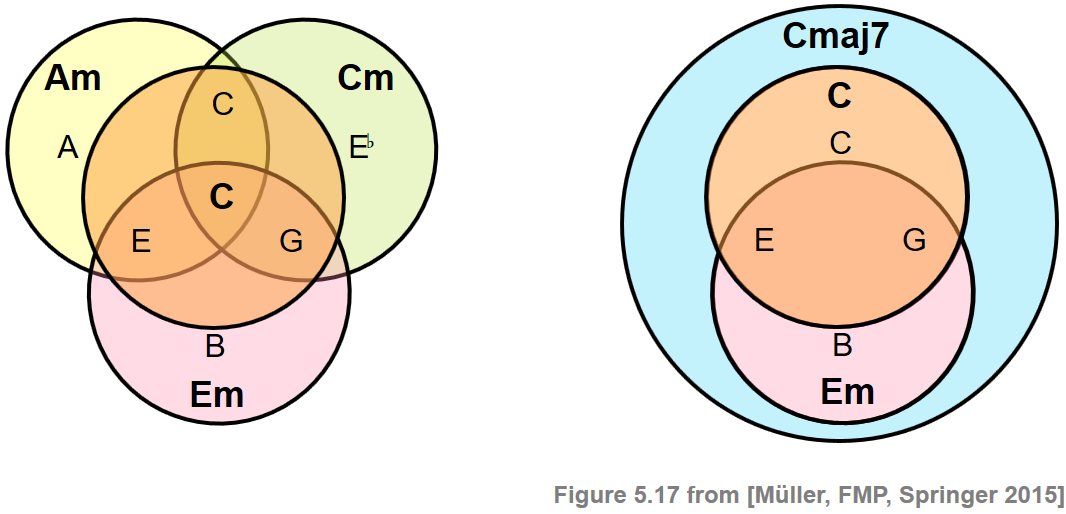 Am
Cm
C
A
E♭
C
E
G
B
Em
Cmaj7
C
C
E
G
B
Em
Figure 5.17 from [Müller, FMP, Springer 2015]